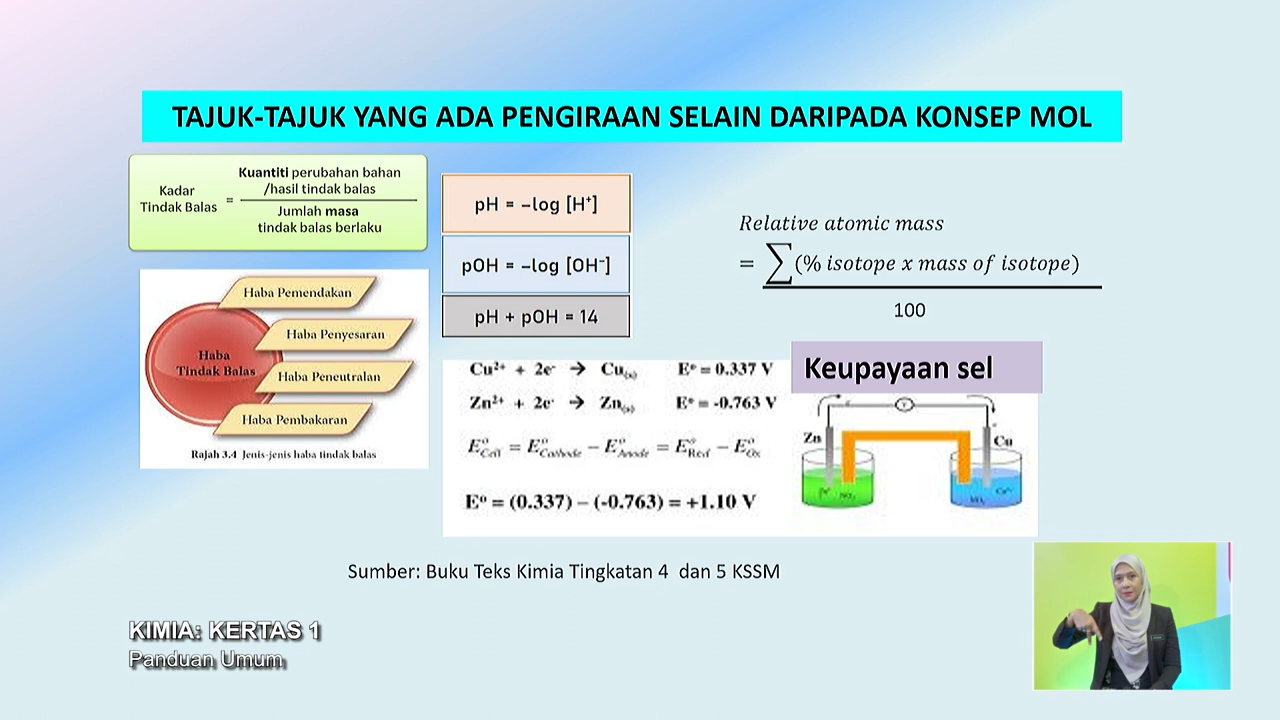 TAJUK-TAJUK YANG ADA PENGIRAAN SELAIN DARIPADA KONSEP MOL
Kadar
Tindak Balas
=
Kuantiti perubahan bahan
/hasil tindak balas
Jumlah masa
tindak balas berlaku
Haba
Tindak Balas
Haba Pemendakan
Haba Penyesaran
Haba Peneutralan
Haba Pembakaran
Rajah 3.4 Jenis-jenis haba tindak balas
pH = –log [H⁺]
pOH = –log [OH⁻]
pH + pOH = 14
Relative atomic mass
= ∑(% isotope x mass of isotope)
100
Cu²⁺ + 2e⁻ → Cu(s) E° = 0.337 V
Zn²⁺ + 2e⁻ → Zn(s) E° = -0.763 V
E°Cell = E°Cathode − E°Anode = E°Red − E°Ox
E° = (0.337) – (-0.763) = +1.10 V
Keupayaan sel
Zn
Cu
Sumber: Buku Teks Kimia Tingkatan 4 dan 5 KSSM
KIMIA: KERTAS 1
Panduan Umum